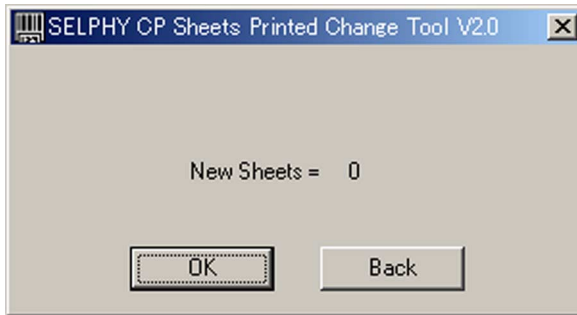 SELPHY CP Sheets Printed Change Tool V2.0
New Sheets = 0
OK
Back